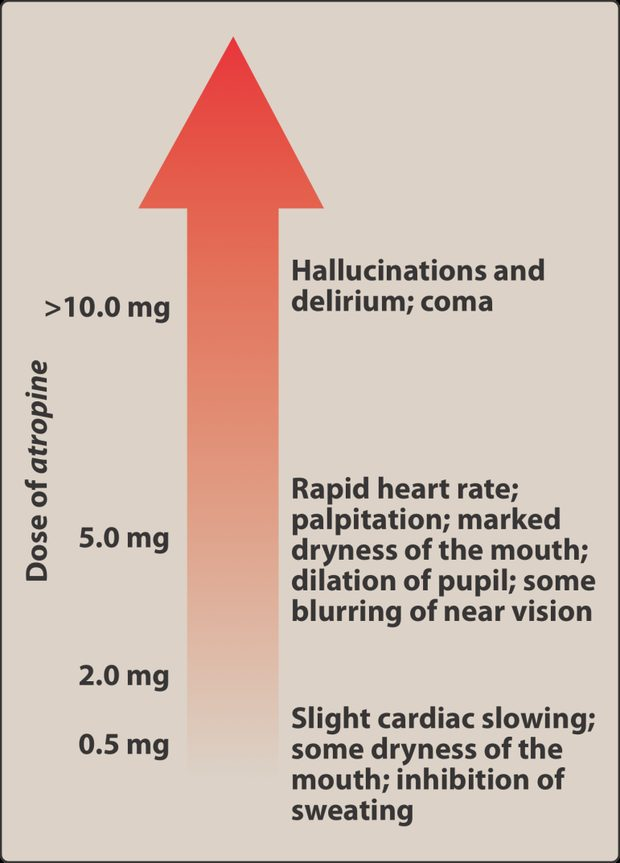 Hallucinations and
delirium; coma
>10.0 mg
Dose of atropine
Rapid heart rate;
palpitation; marked
dryness of the mouth;
dilation of pupil; some
blurring of near vision
5.0 mg
2.0 mg
Slight cardiac slowing;
some dryness of the
mouth; inhibition of
sweating
0.5 mg